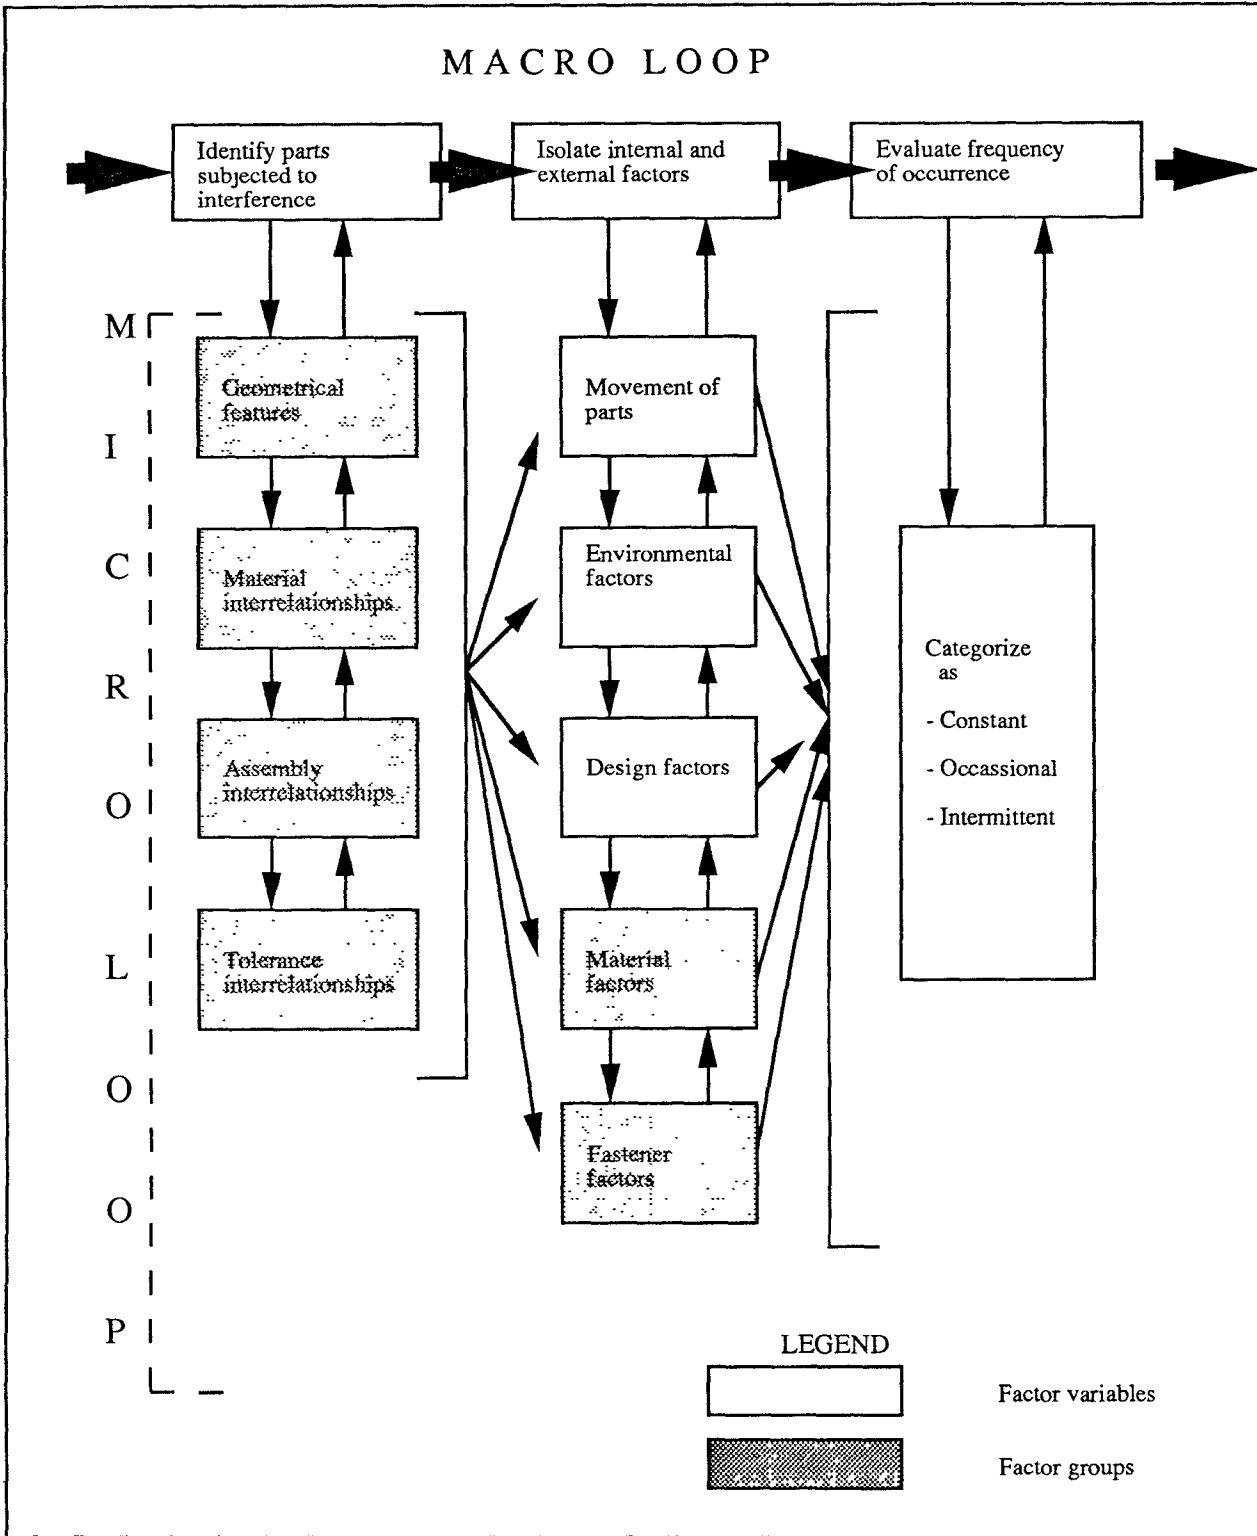 MACRO LOOP
Identify parts
subjected to
interference
Isolate internal and
external factors
Evaluate frequency
of occurrence
MICRO LOOP
Geometrical
features
Material
interrelationships
Assembly
interrelationships
Tolerance
interrelationships
Movement of
parts
Environmental
factors
Design factors
Material
factors
Fastener
factors
Categorize
as
- Constant
- Occassional
- Intermittent
LEGEND
Factor variables
Factor groups